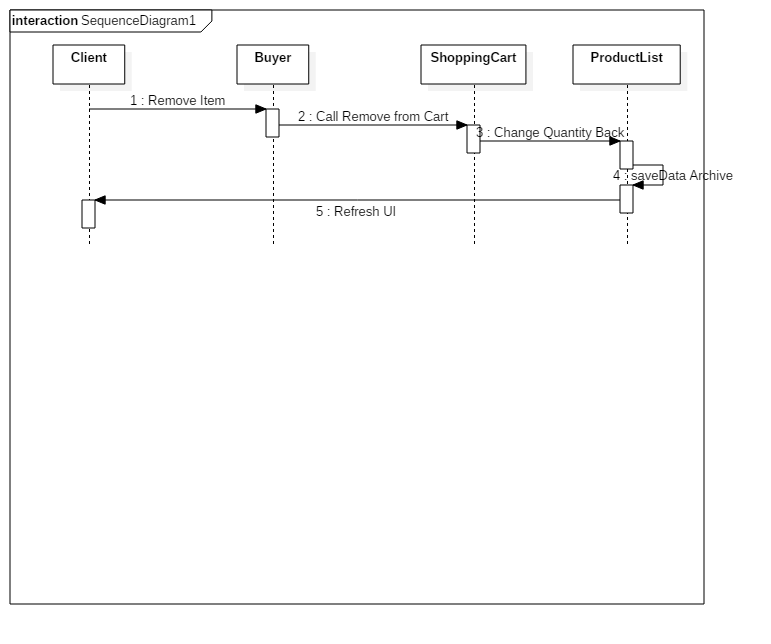 interaction SequenceDiagram1
Client
Buyer
ShoppingCart
ProductList
1 : Remove Item
2 : Call Remove from Cart
3 : Change Quantity Back
4 : saveData Archive
5 : Refresh UI